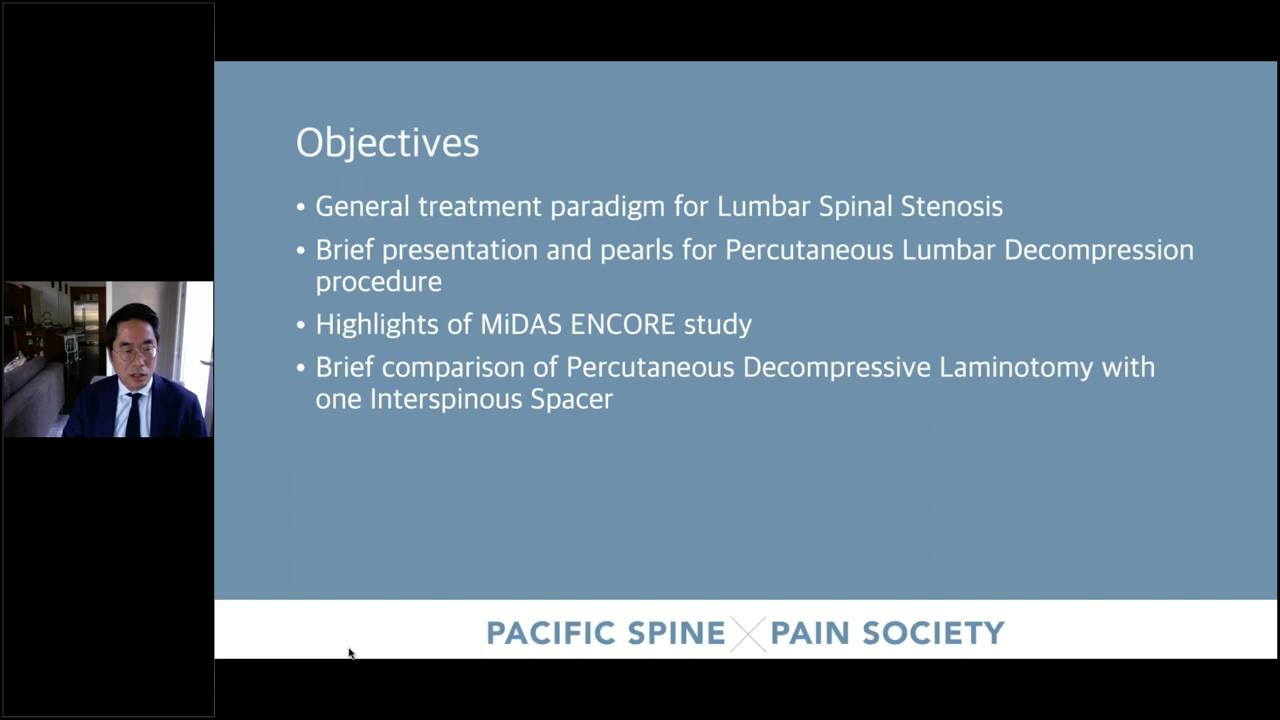 Objectives
• General treatment paradigm for Lumbar Spinal Stenosis
• Brief presentation and pearls for Percutaneous Lumbar Decompression
procedure
• Highlights of MiDAS ENCORE study
• Brief comparison of Percutaneous Decompressive Laminotomy with
one Interspinous Spacer
PACIFIC SPINE PAIN SOCIETY